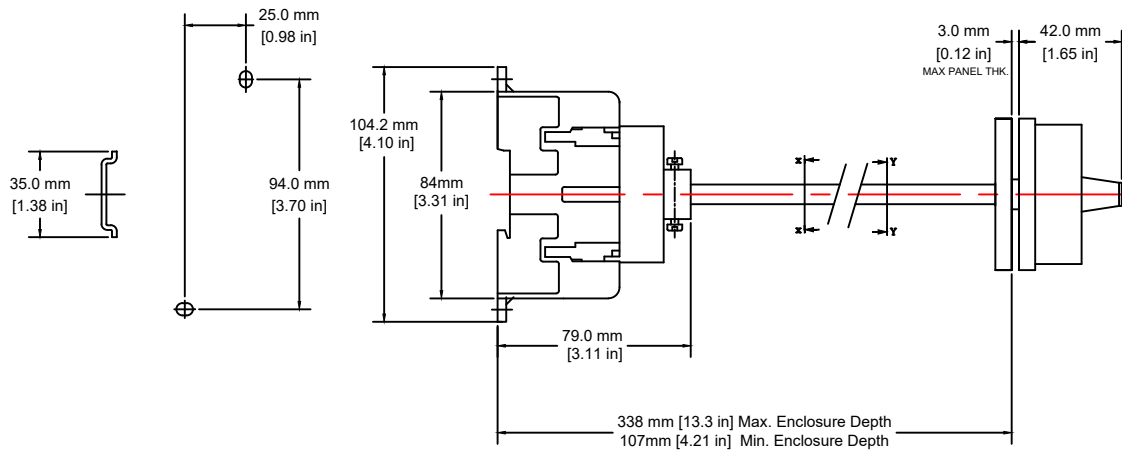 25.0 mm
[0.98 in]
3.0 mm
[0.12 in]
MAX PANEL THK.
42.0 mm
[1.65 in]
104.2 mm
[4.10 in]
35.0 mm
[1.38 in]
94.0 mm
[3.70 in]
84mm
[3.31 in]
X
Y
X
Y
79.0 mm
[3.11 in]
338 mm [13.3 in] Max. Enclosure Depth
107mm [4.21 in] Min. Enclosure Depth